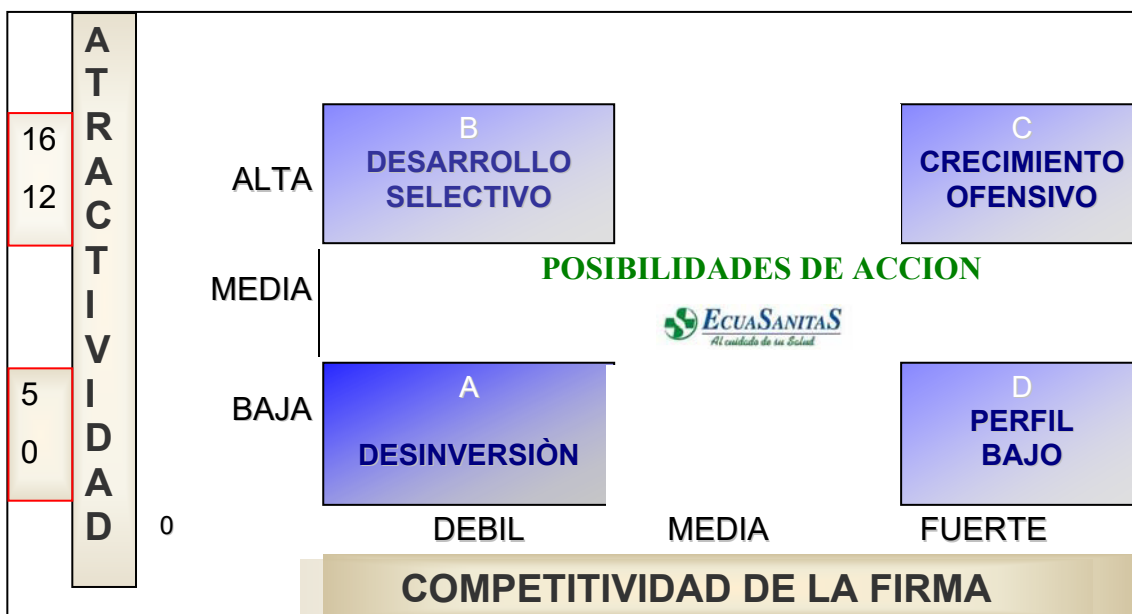 ATRACTIVIDAD
16
12
5
0
ALTA
MEDIA
BAJA
B
DESARROLLO
SELECTIVO
C
CRECIMIENTO
OFENSIVO
POSIBILIDADES DE ACCION
ECUASANITAS
Al cuidado de su Salud
A
DESINVERSIÒN
D
PERFIL
BAJO
0
DEBIL MEDIA FUERTE
COMPETITIVIDAD DE LA FIRMA